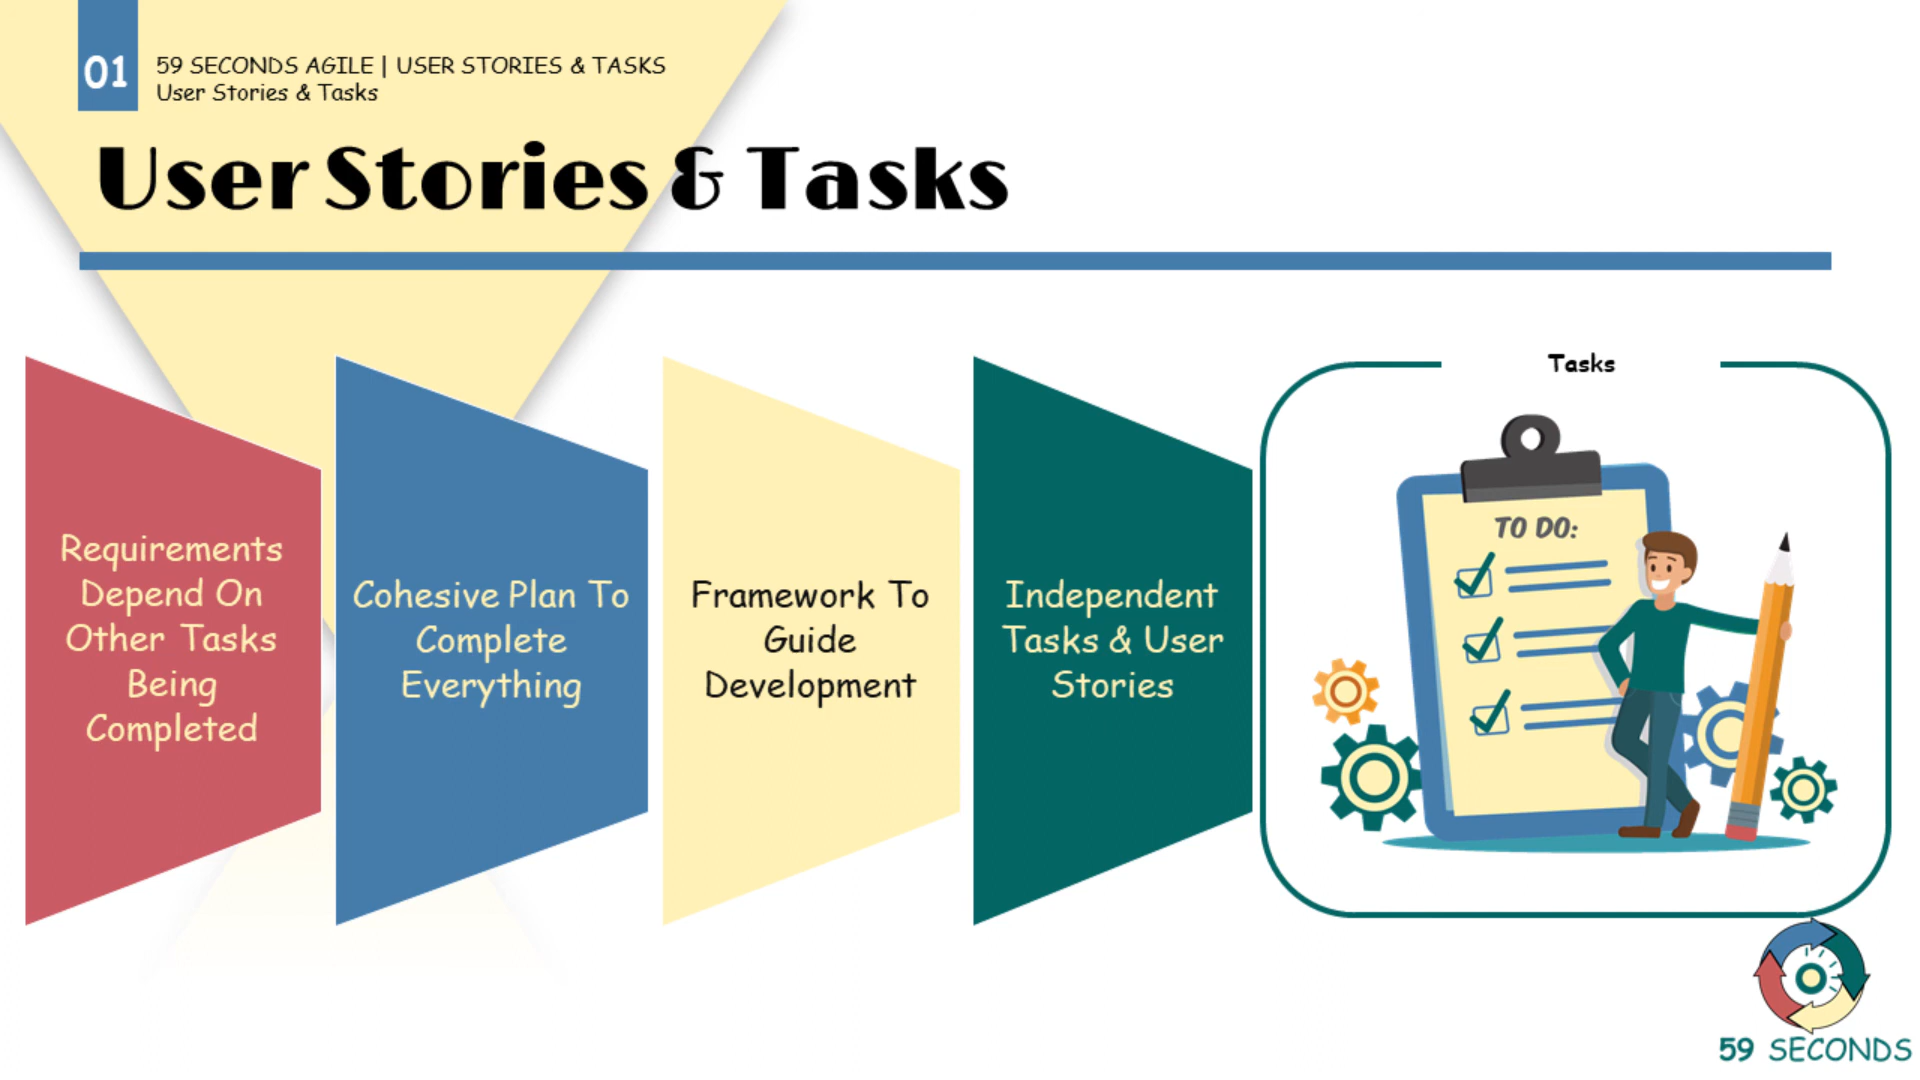 01
59 SECONDS AGILE | USER STORIES & TASKS
User Stories & Tasks
User Stories & Tasks
Requirements
Depend On
Other Tasks
Being
Completed
Cohesive Plan To
Complete
Everything
Framework To
Guide
Development
Independent
Tasks & User
Stories
Tasks
TO DO:
59 SECONDS